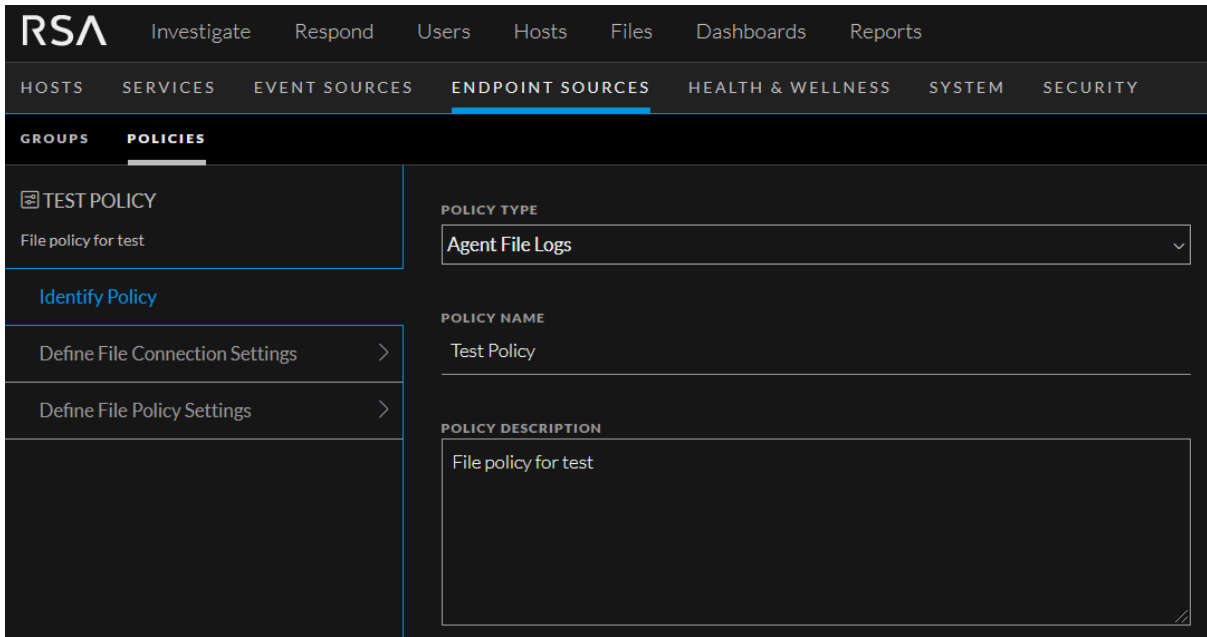 RSA Investigate Respond Users Hosts Files Dashboards Reports
HOSTS SERVICES EVENT SOURCES ENDPOINT SOURCES HEALTH & WELLNESS SYSTEM SECURITY
GROUPS POLICIES
TEST POLICY
File policy for test
Identify Policy
Define File Connection Settings
Define File Policy Settings
POLICY TYPE
Agent File Logs
POLICY NAME
Test Policy
POLICY DESCRIPTION
File policy for test